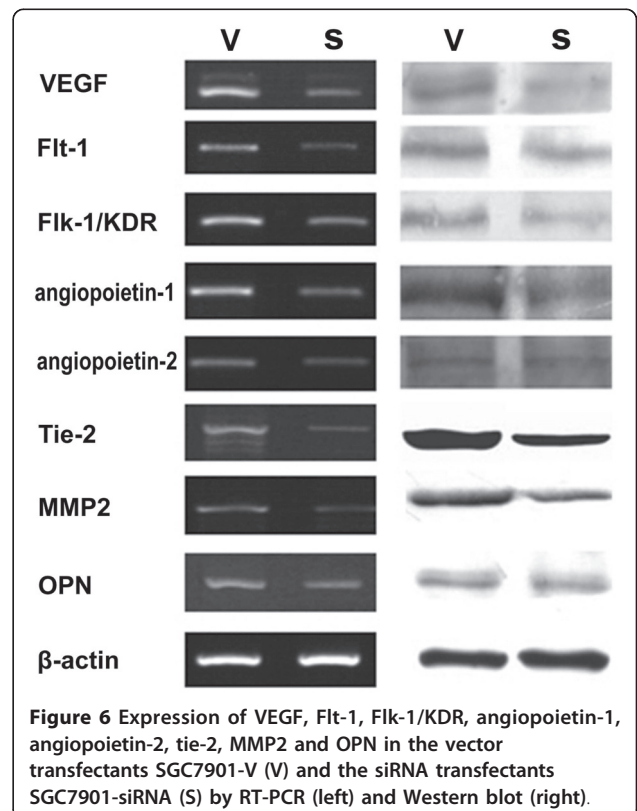 V S V S
VEGF
Flt-1
Flk-1/KDR
angiopoietin-1
angiopoietin-2
Tie-2
MMP2
OPN
β-actin
Figure 6 Expression of VEGF, Flt-1, Flk-1/KDR, angiopoietin-1,
angiopoietin-2, tie-2, MMP2 and OPN in the vector
transfectants SGC7901-V (V) and the siRNA transfectants
SGC7901-siRNA (S) by RT-PCR (left) and Western blot (right).